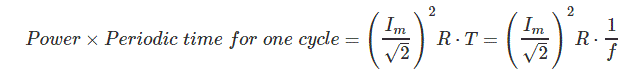 Power × Periodic time for one cycle = (I_m/√2)² R · T = (I_m/√2)² R · 1/f